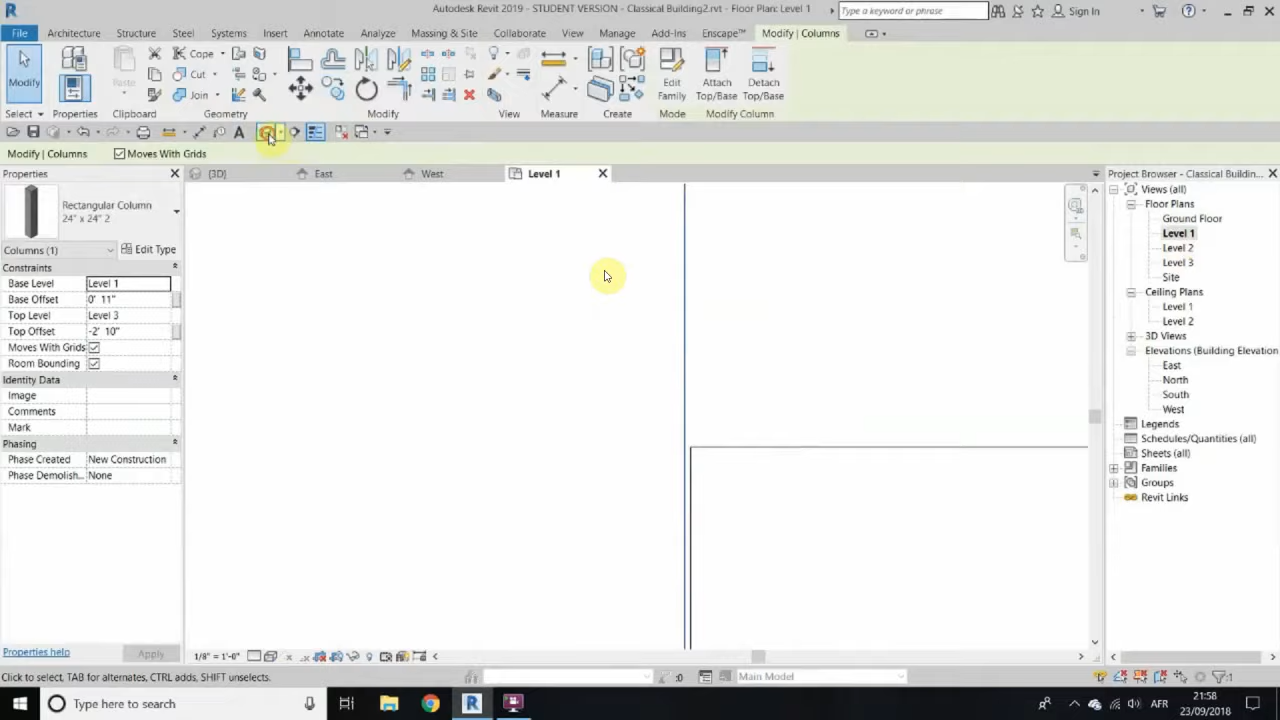 Autodesk Revit 2019 - STUDENT VERSION - Classical Building2.rvt - Floor Plan: Level 1
Type a keyword or phrase
Sign In
File Architecture Structure Steel Systems Insert Annotate Analyze Massing & Site Collaborate View Manage Add-Ins Enscape™ Modify | Columns
Modify
Paste
Cope
Cut
Join
Edit Family
Attach Top/Base
Detach Top/Base
Select Properties Clipboard Geometry Modify View Measure Create Mode Modify Column
A
Modify | Columns Moves With Grids
Properties
{3D} East West Level 1
Project Browser - Classical Buildin...
Rectangular Column
24" x 24" 2
Columns (1) Edit Type
Constraints
Base Level Level 1
Base Offset 0' 11"
Top Level Level 3
Top Offset -2' 10"
Moves With Grids
Room Bounding
Identity Data
Image
Comments
Mark
Phasing
Phase Created New Construction
Phase Demolish... None
Properties help Apply
Views (all)
Floor Plans
Ground Floor
Level 1
Level 2
Level 3
Site
Ceiling Plans
Level 1
Level 2
3D Views
Elevations (Building Elevation
East
North
South
West
Legends
Schedules/Quantities (all)
Sheets (all)
Families
Groups
Revit Links
1/8" = 1'-0"
Click to select, TAB for alternates, CTRL adds, SHIFT unselects.
:0
Main Model
:1
Type here to search
AFR
21:58
23/09/2018